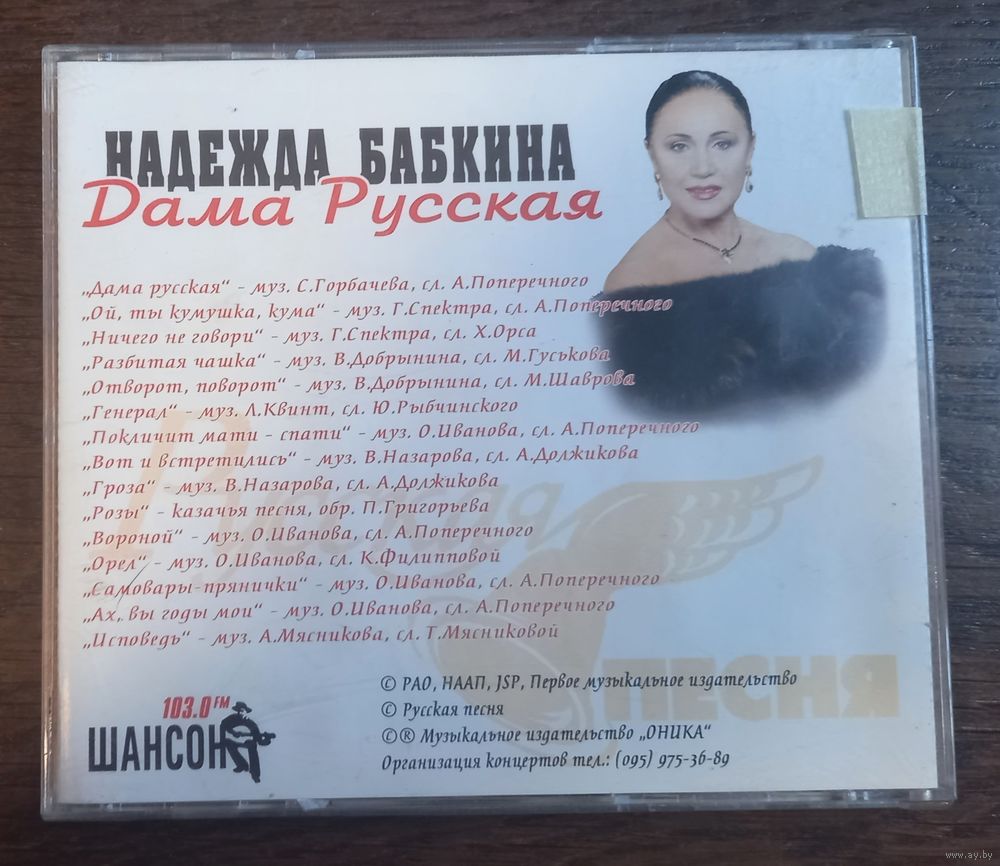 НАДЕЖДА БАБКИНА
Дама Русская
„Дама русская“ - муз. С.Горбачева, сл. А.Поперечного
„Ой, ты кумушка, кума“ - муз. Г.Спектра, сл. А.Поперечного
„Ничего не говори“ - муз. Г.Спектра, сл. Х.Орса
„Разбитая чашка“ - муз. В.Добрынина, сл. М.Гуськова
„Отворот, поворот“ - муз. В.Добрынина, сл. М.Шаврова
„Генерал“ - муз. Л.Квинт, сл. Ю.Рыбчинского
„Покличит мати - спати“ - муз. О.Иванова, сл. А.Поперечного
„Вот и встретились“ - муз. В.Назарова, сл. А.Должикова
„Гроза“ - муз. В.Назарова, сл. А.Должикова
„Розы“ - казачья песня, обр. П.Григорьева
„Вороной“ - муз. О.Иванова, сл. А.Поперечного
„Орел“ - муз. О.Иванова, сл. К.Филипповой
„Самовары-прянички“ - муз. О.Иванова, сл. А.Поперечного
„Ах, вы годы мои“ - муз. О.Иванова, сл. А.Поперечного
„Исповедь“ - муз. А.Мясникова, сл. Т.Мясниковой
Русская
ПЕСНЯ
© РАО, НААП, JSP, Первое музыкальное издательство
© Русская песня
©® Музыкальное издательство „ОНИКА“
Организация концертов тел.: (095) 975-36-89
103.0 FM
ШАНСОН
www.ay.by